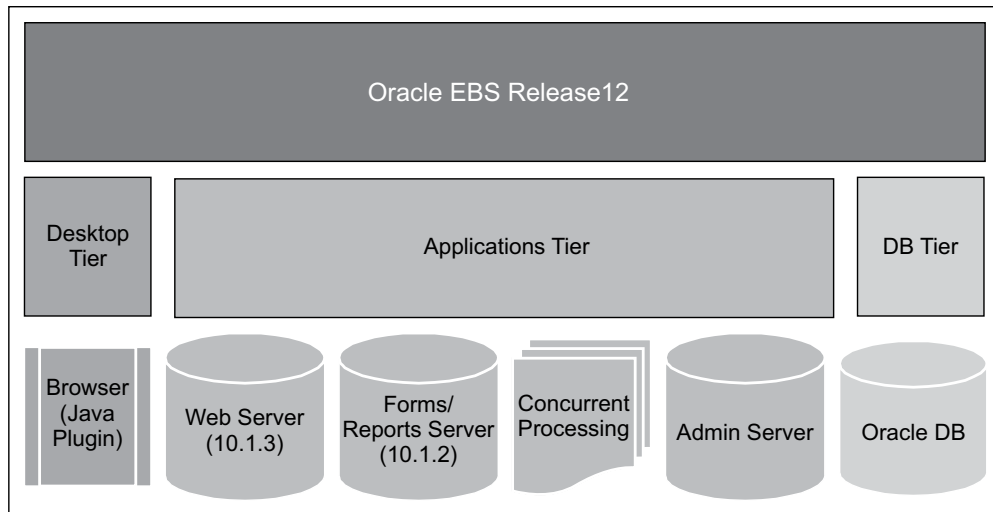 Oracle EBS Release12
Desktop
Tier
Applications Tier
DB Tier
Browser
(Java
Plugin)
Web Server
(10.1.3)
Forms/
Reports Server
(10.1.2)
Concurrent
Processing
Admin Server
Oracle DB